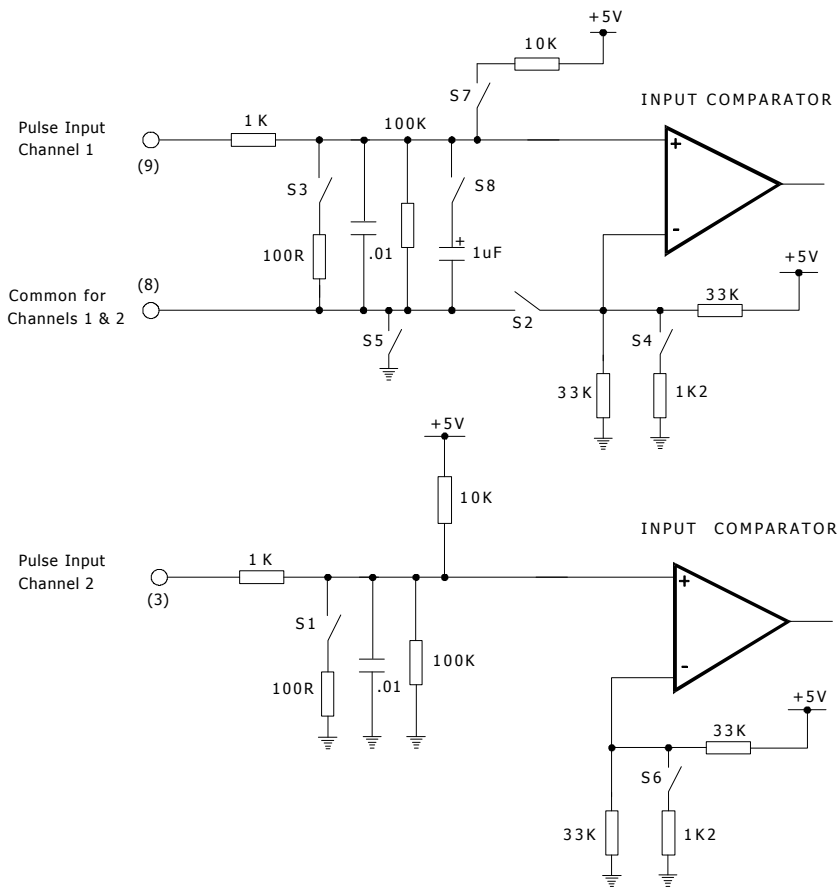 +5V
10K
S7
INPUT COMPARATOR
Pulse Input
Channel 1
(9)
1K
100K
+
-
S3
S8
100R
.01
+
1uF
+5V
(8)
Common for
Channels 1 & 2
33K
S2
S5
S4
33K
1K2
+5V
10K
INPUT COMPARATOR
Pulse Input
Channel 2
(3)
1K
+
-
S1
100R
.01
100K
+5V
33K
S6
33K
1K2